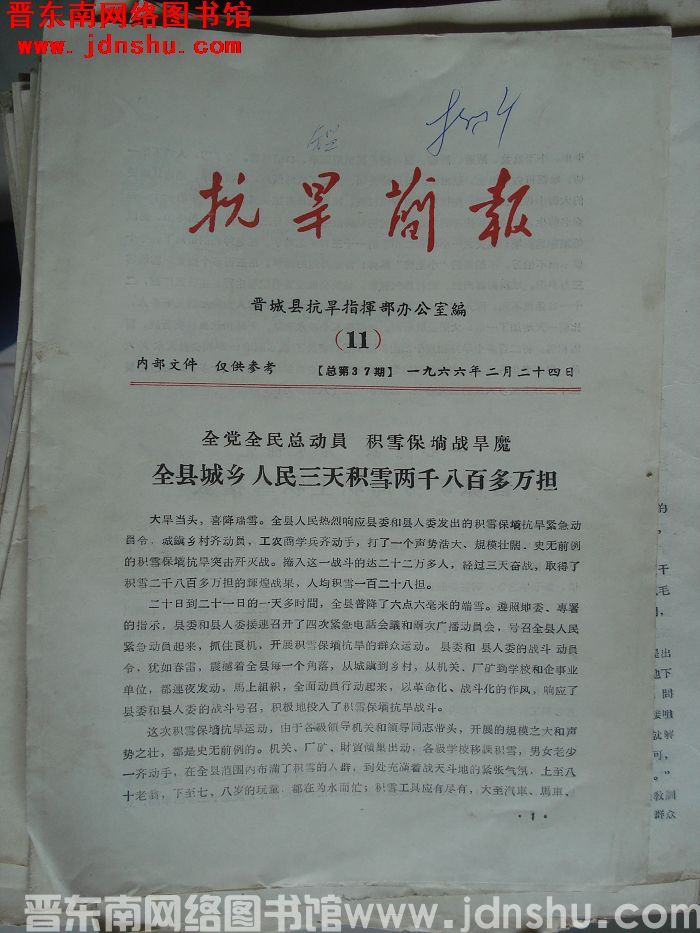 晋东南网络图书馆
www.jdnshu.com
抗旱简报
晋城县抗旱指揮部办公室編
(11)
内部文件 仅供参考 【总第37期】 一九六六年二月二十四日
全党全民总动員 积雪保墒战旱魔
全县城乡人民三天积雪两千八百多万担
大旱当头，喜降瑞雪。全县人民热烈响应县委和县人委发出的积雪保墒抗旱紧急动
員令，城鎭乡村齐动員，工农商学兵齐动手，打了一个声势浩大、規模壮闊、史无前例
的积雪保墒抗旱突击歼灭战。湧入这一战斗的达二十二万多人，經过三天奋战，取得了
积雪二千八百多万担的輝煌战果，人均积雪一百二十八担。
二十日到二十一日的一天多时間，全县普降了六点六毫米的瑞雪。遵照地委、專署
的指示，县委和县人委接連召开了四次紧急电話会議和兩次广播动員会，号召全县人民
紧急动員起来，抓住良机，开展积雪保墒抗旱的群众运动。县委和县人委的战斗动員
令，犹如春雷，震撼着全县每一个角落，从城鎭到乡村，从机关、厂矿到学校和企事业
单位，都連夜发动，馬上組織，全面动員行动起来，以革命化、战斗化的作风，响应了
县委和县人委的战斗号召，积极地投入了积雪保墒抗旱战斗。
这次积雪保墒抗旱运动，由于各級領导机关和領导同志带头，开展的規模之大和声
势之壮，都是史无前例的。机关、厂矿、財貿傾巢出动，各級学校移課积雪，男女老少
一齐动手，在全县范围内布滿了积雪的人群，到处充滿着战天斗地的紧张气氛，上至八
十老翁，下至七、八岁的玩童，都在为水而忙；积雪工具应有尽有，大至汽車、馬車、
·1·
晋东南网络图书馆 www.jdnshu.com